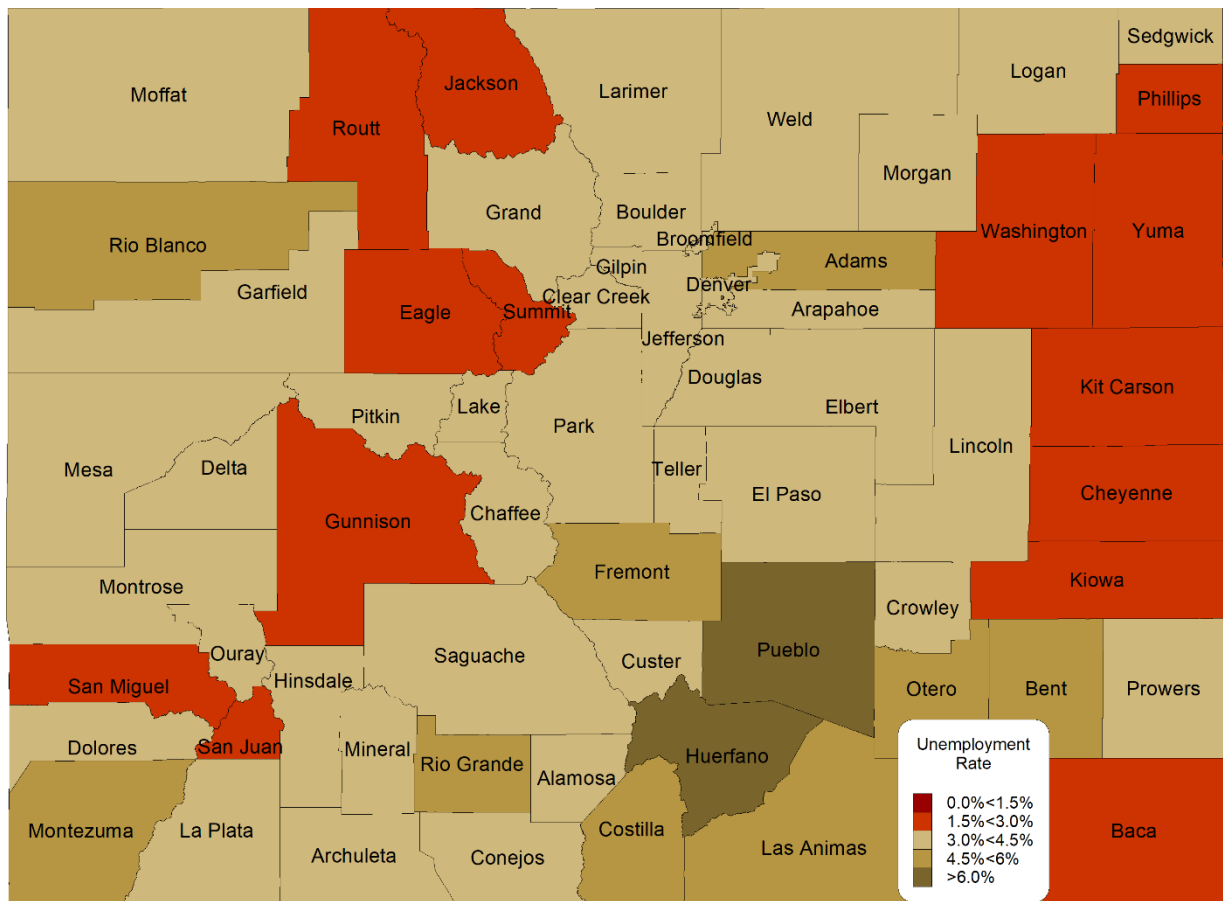 Sedgwick
Logan
Moffat
Jackson
Larimer
Phillips
Weld
Routt
Morgan
Grand
Boulder
Washington
Yuma
Rio Blanco
Broomfield
Adams
Gilpin
Garfield
Clear Creek
Denver
Eagle
Summit
Arapahoe
Jefferson
Douglas
Kit Carson
Pitkin
Lake
Elbert
Park
Lincoln
Mesa
Delta
Teller
El Paso
Cheyenne
Gunnison
Chaffee
Fremont
Kiowa
Montrose
Crowley
Ouray
Saguache
Custer
Pueblo
San Miguel
Hinsdale
Otero
Bent
Prowers
Dolores
San Juan
Mineral
Huerfano
Rio Grande
Alamosa
Montezuma
La Plata
Costilla
Las Animas
Baca
Archuleta
Conejos
Unemployment
Rate
0.0%<1.5%
1.5%<3.0%
3.0%<4.5%
4.5%<6%
>6.0%